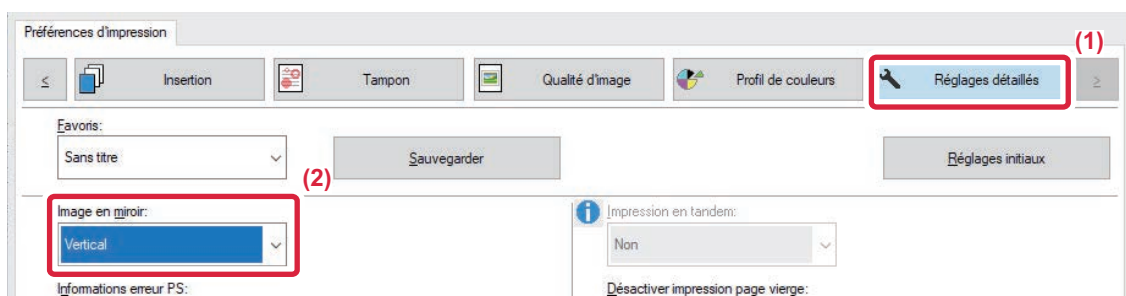 Préférences d'impression
(1)
<
Insertion
Tampon
Qualité d'image
Profil de couleurs
Réglages détaillés
>
Favoris:
Sans titre
Sauvegarder
Réglages initiaux
(2)
Image en miroir:
Impression en tandem:
Vertical
Non
Informations erreur PS:
Désactiver impression page vierge: